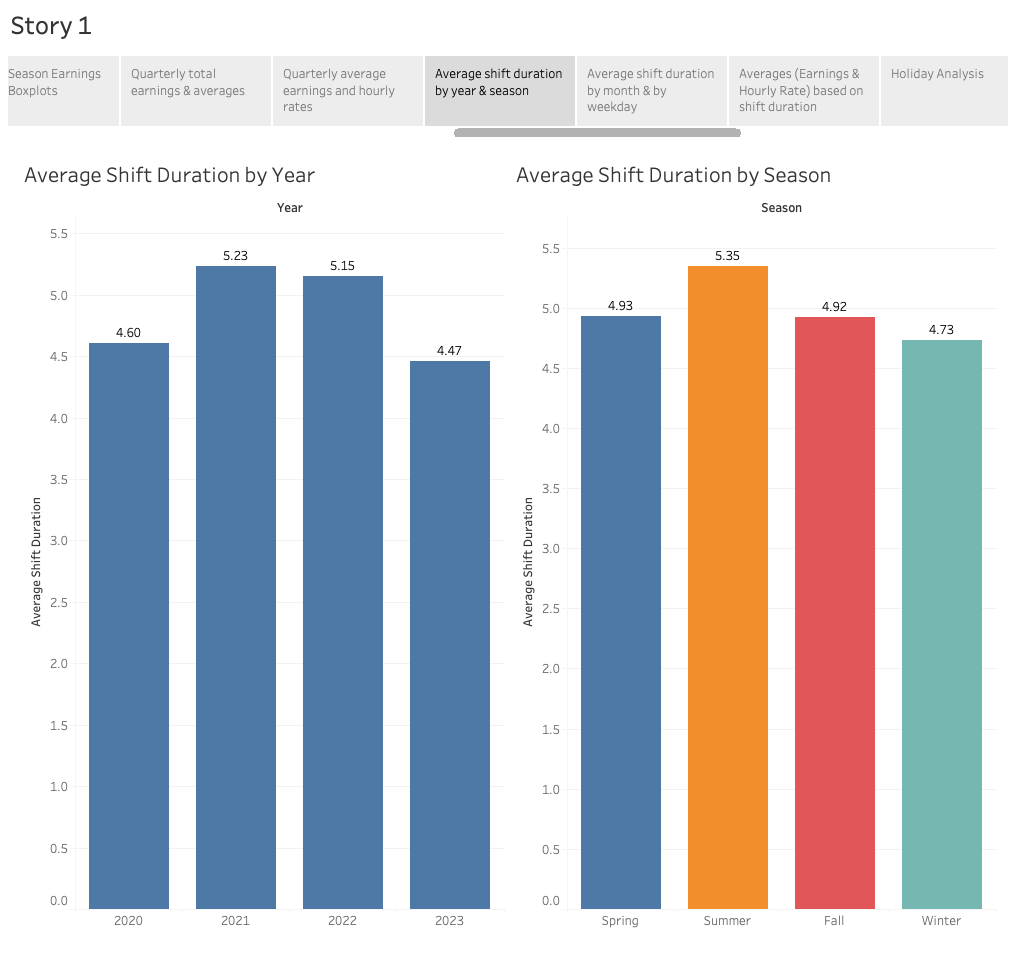 Story 1
Season Earnings
Boxplots
Quarterly total
earnings & averages
Quarterly average
earnings and hourly
rates
Average shift duration
by year & season
Average shift duration
by month & by
weekday
Averages (Earnings &
Hourly Rate) based on
shift duration
Holiday Analysis
Average Shift Duration by Year
Year
5.5
5.0
4.5
4.0
3.5
3.0
2.5
2.0
1.5
1.0
0.5
0.0
Average Shift Duration
4.60
5.23
5.15
4.47
2020
2021
2022
2023
Average Shift Duration by Season
Season
5.5
5.0
4.5
4.0
3.5
3.0
2.5
2.0
1.5
1.0
0.5
0.0
Average Shift Duration
4.93
5.35
4.92
4.73
Spring
Summer
Fall
Winter